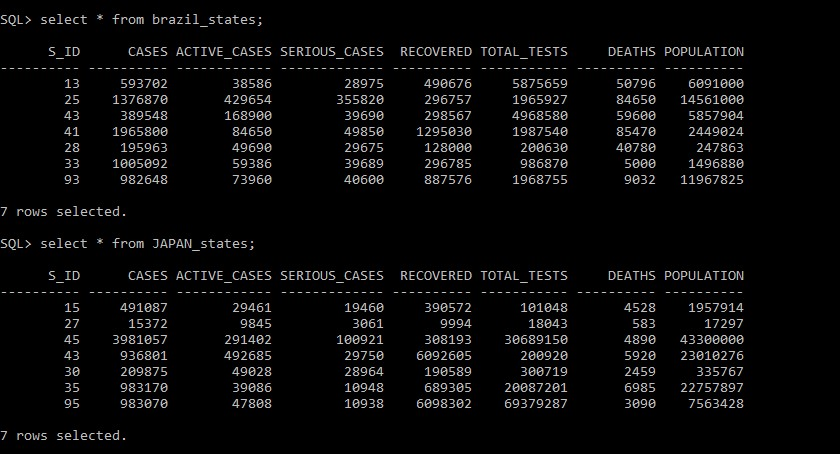 SQL> select * from brazil_states;
S_ID CASES ACTIVE_CASES SERIOUS_CASES RECOVERED TOTAL_TESTS DEATHS POPULATION
---------- ---------- ------------ ------------- ---------- ----------- ---------- ----------
13 593702 38586 28975 490676 5875659 50796 6091000
25 1376870 429654 355820 296757 1965927 84650 14561000
43 389548 168900 39690 298567 4968580 59600 5857904
41 1965800 84650 49850 1295030 1987540 85470 2449024
28 195963 49690 29675 128000 200630 40780 247863
33 1005092 59386 39689 296785 986870 5000 1496880
93 982648 73960 40600 887576 1968755 9032 11967825
7 rows selected.
SQL> select * from JAPAN_states;
S_ID CASES ACTIVE_CASES SERIOUS_CASES RECOVERED TOTAL_TESTS DEATHS POPULATION
---------- ---------- ------------ ------------- ---------- ----------- ---------- ----------
15 491087 29461 19460 390572 101048 4528 1957914
27 15372 9845 3061 9994 18043 583 17297
45 3981057 291402 100921 308193 30689150 4890 43300000
43 936801 492685 29750 6092605 200920 5920 23010276
30 209875 49028 28964 190589 300719 2459 335767
35 983170 39086 10948 689305 20087201 6985 22757897
95 983070 47808 10938 6098302 69379287 3090 7563428
7 rows selected.